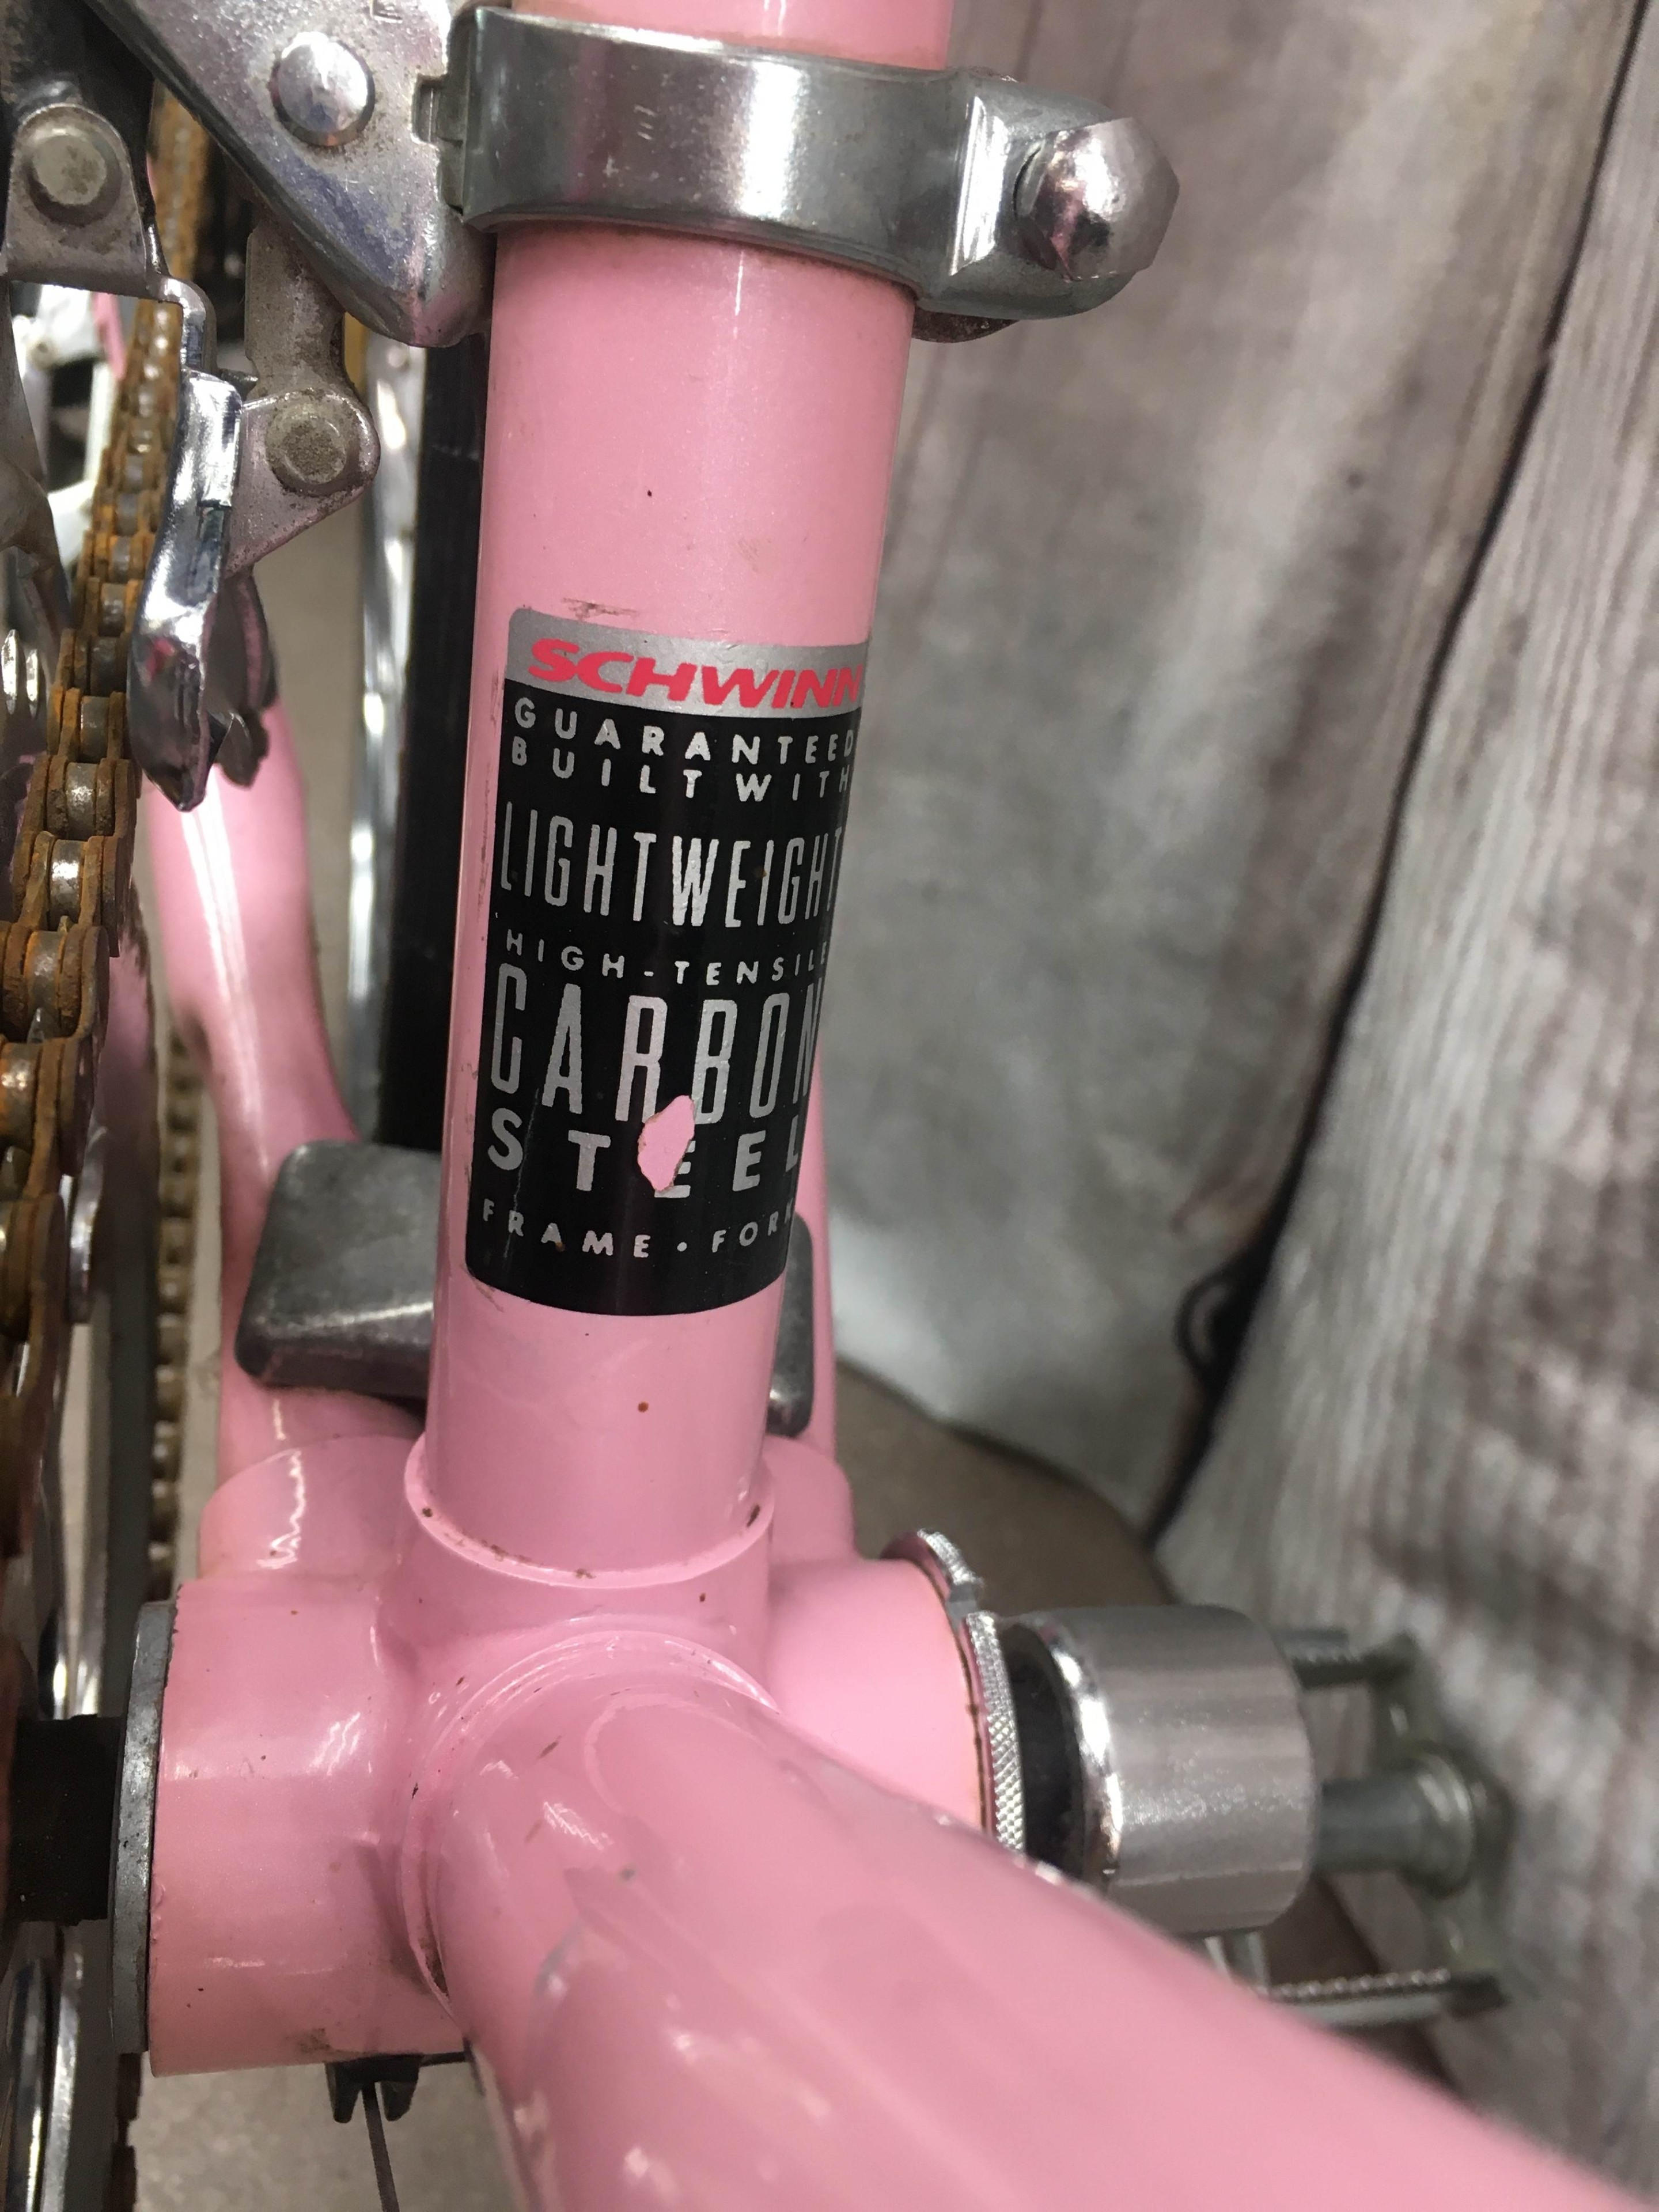 SCHWINN
GUARANTEED
BUILT WITH
LIGHTWEIGHT
HIGH-TENSILE
CARBON
STEEL
FRAME • FORK